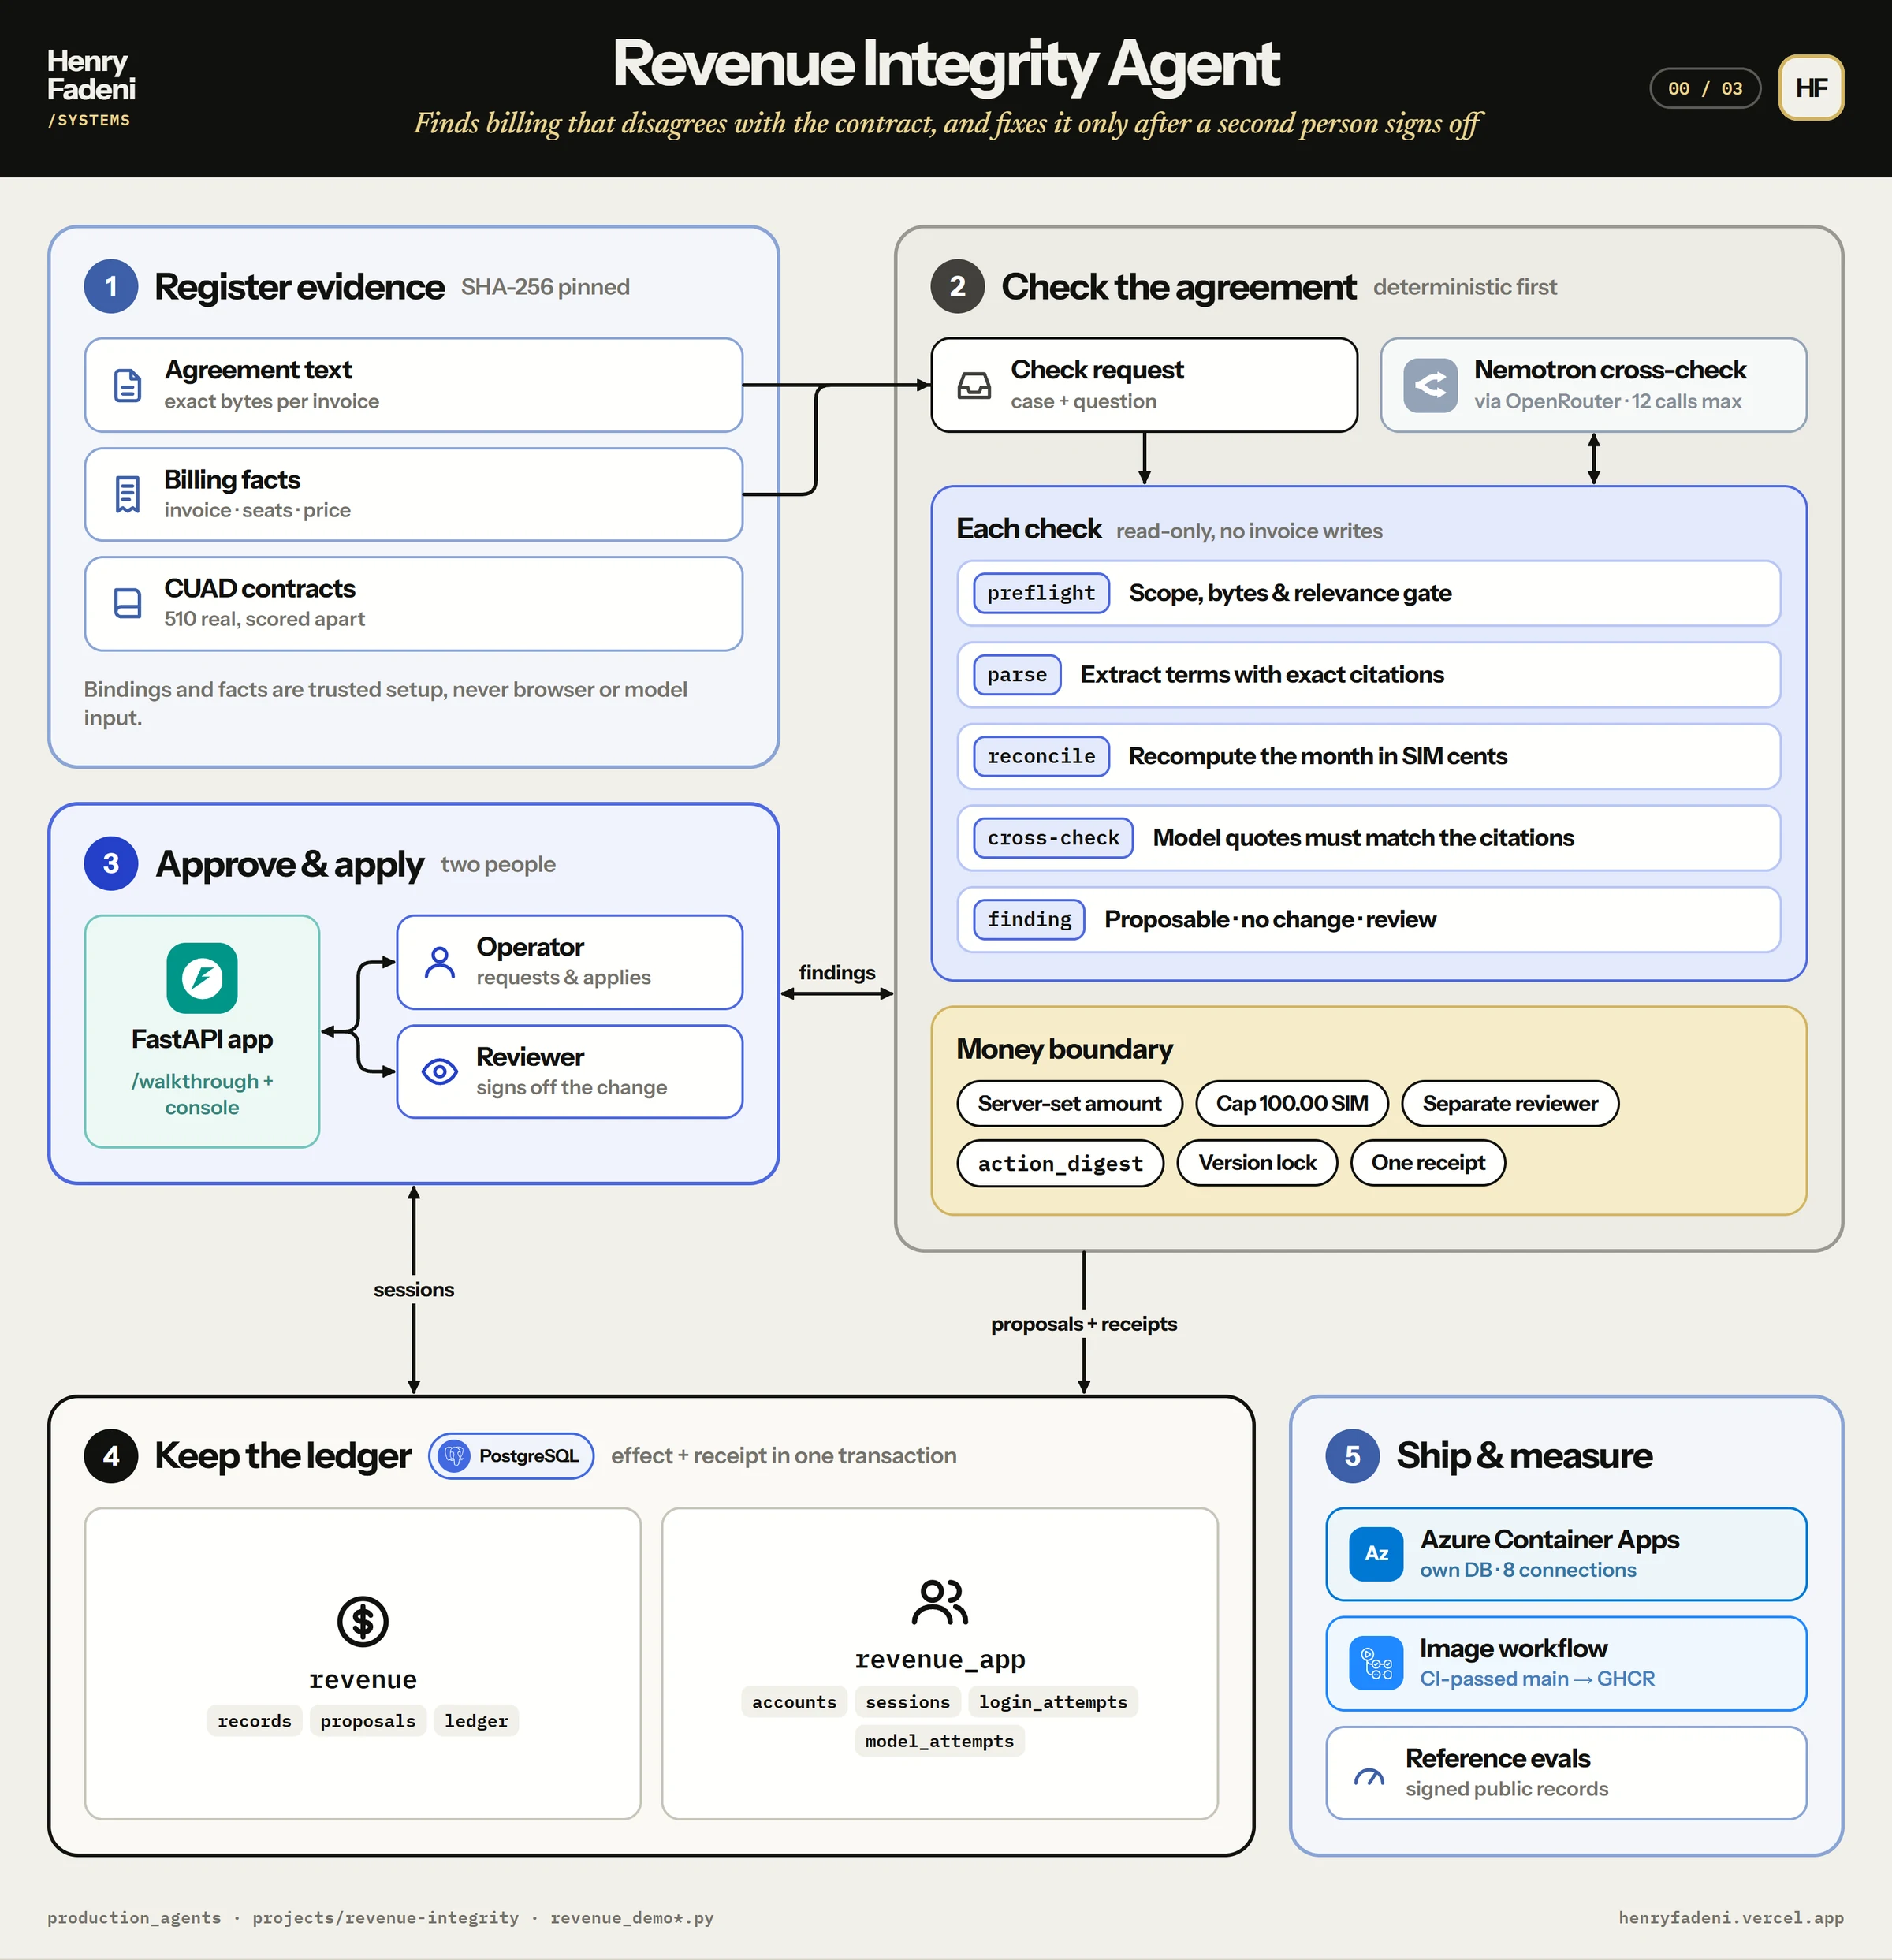 Henry
Fadeni
/SYSTEMS
Revenue Integrity Agent
Finds billing that disagrees with the contract, and fixes it only after a second person signs off
00 / 03
HF
1
Register evidence
SHA-256 pinned
Agreement text
exact bytes per invoice
Billing facts
invoice · seats · price
CUAD contracts
510 real, scored apart
Bindings and facts are trusted setup, never browser or model
input.
2
Check the agreement
deterministic first
Check request
case + question
Nemotron cross-check
via OpenRouter · 12 calls max
Each check
read-only, no invoice writes
preflight
Scope, bytes & relevance gate
parse
Extract terms with exact citations
reconcile
Recompute the month in SIM cents
cross-check
Model quotes must match the citations
finding
Proposable · no change · review
Money boundary
Server-set amount
Cap 100.00 SIM
Separate reviewer
action_digest
Version lock
One receipt
3
Approve & apply
two people
FastAPI app
/walkthrough +
console
Operator
requests & applies
Reviewer
signs off the change
findings
sessions
proposals + receipts
4
Keep the ledger
PostgreSQL
effect + receipt in one transaction
revenue
records
proposals
ledger
revenue_app
accounts
sessions
login_attempts
model_attempts
5
Ship & measure
Az
Azure Container Apps
own DB · 8 connections
Image workflow
CI-passed main → GHCR
Reference evals
signed public records
production_agents · projects/revenue-integrity · revenue_demo*.py
henryfadeni.vercel.app